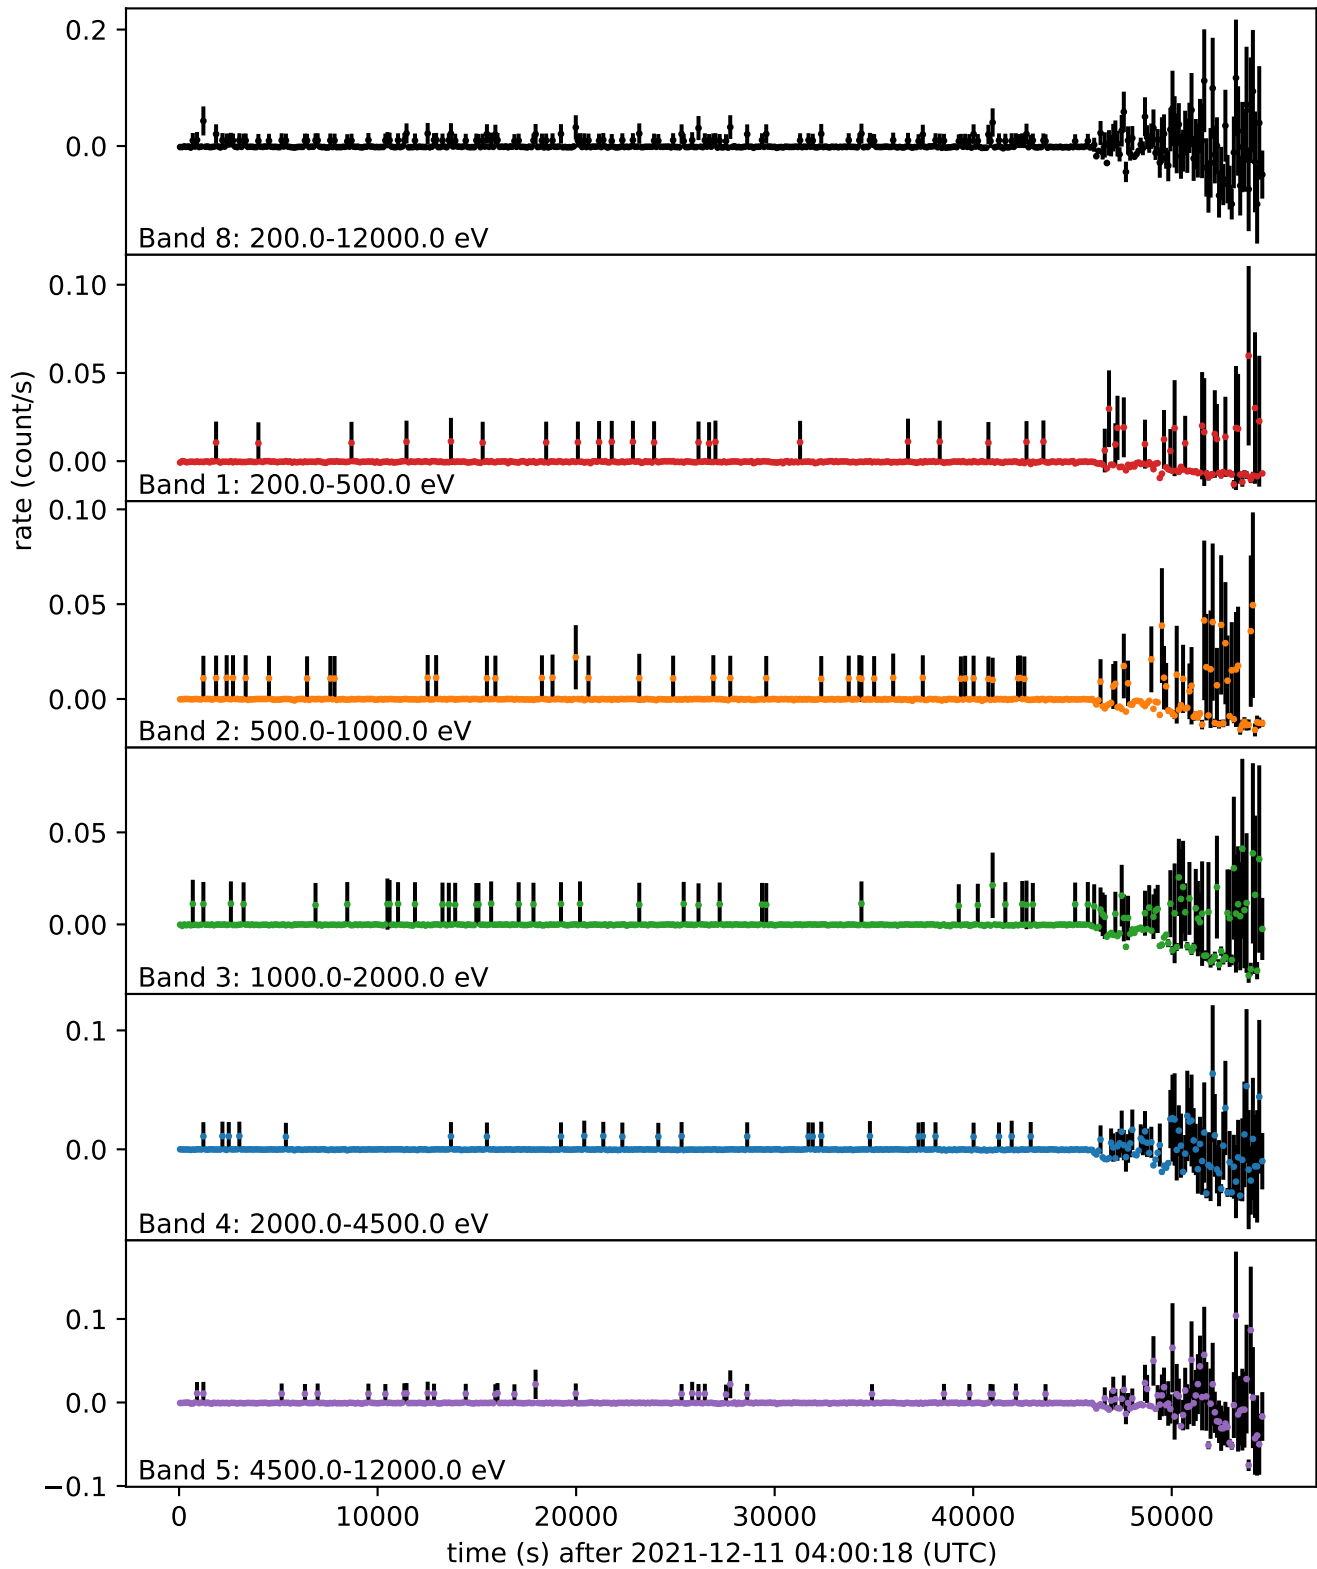 0.2
0.0
Band 8: 200.0-12000.0 eV
0.10
0.05
0.00
Band 1: 200.0-500.0 eV
rate (count/s)
0.10
0.05
0.00
Band 2: 500.0-1000.0 eV
0.05
0.00
Band 3: 1000.0-2000.0 eV
0.1
0.0
Band 4: 2000.0-4500.0 eV
0.1
0.0
−0.1
Band 5: 4500.0-12000.0 eV
0 10000 20000 30000 40000 50000
time (s) after 2021-12-11 04:00:18 (UTC)